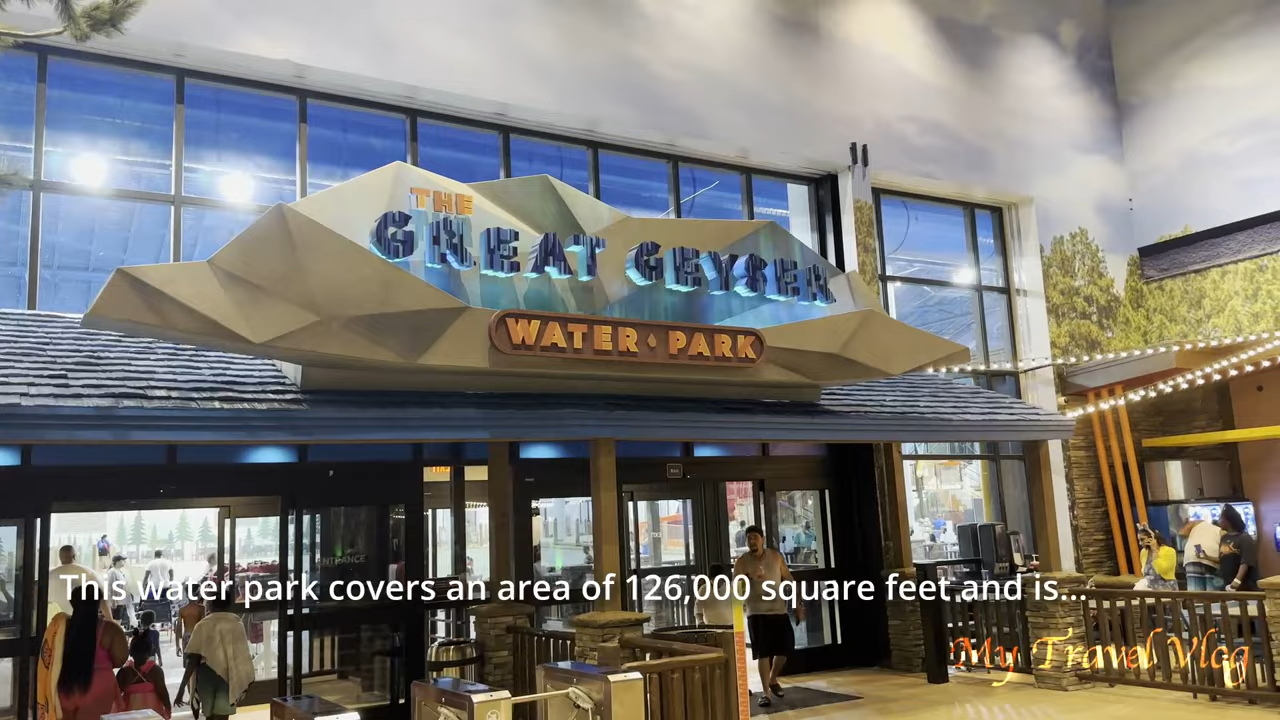 THE
GREAT GEYSER
WATER PARK
ENTRANCE
This water park covers an area of 126,000 square feet and is...
My Travel Vlog